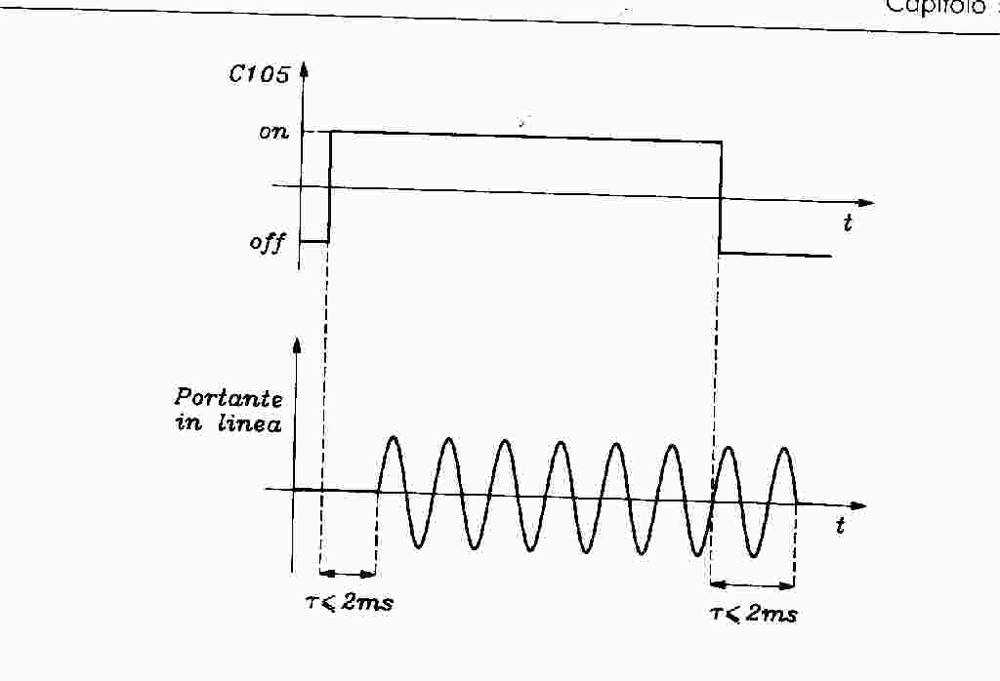 Capitolo
C105
on
t
off
Portante
in linea
t
τ⩽2ms
τ⩽2ms